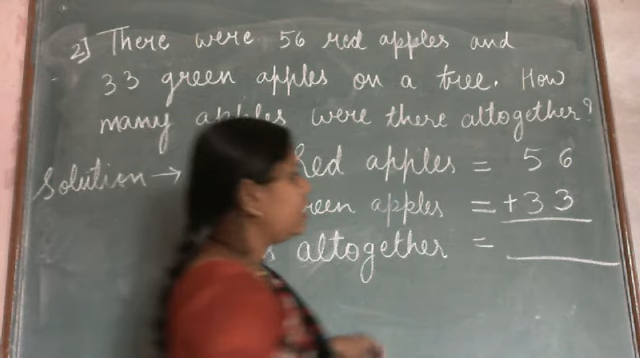 2) There were 56 red apples and
33 green apples on a tree. How
many apples were there altogether?
Solution → Red apples = 56
apples = +33
altogether =